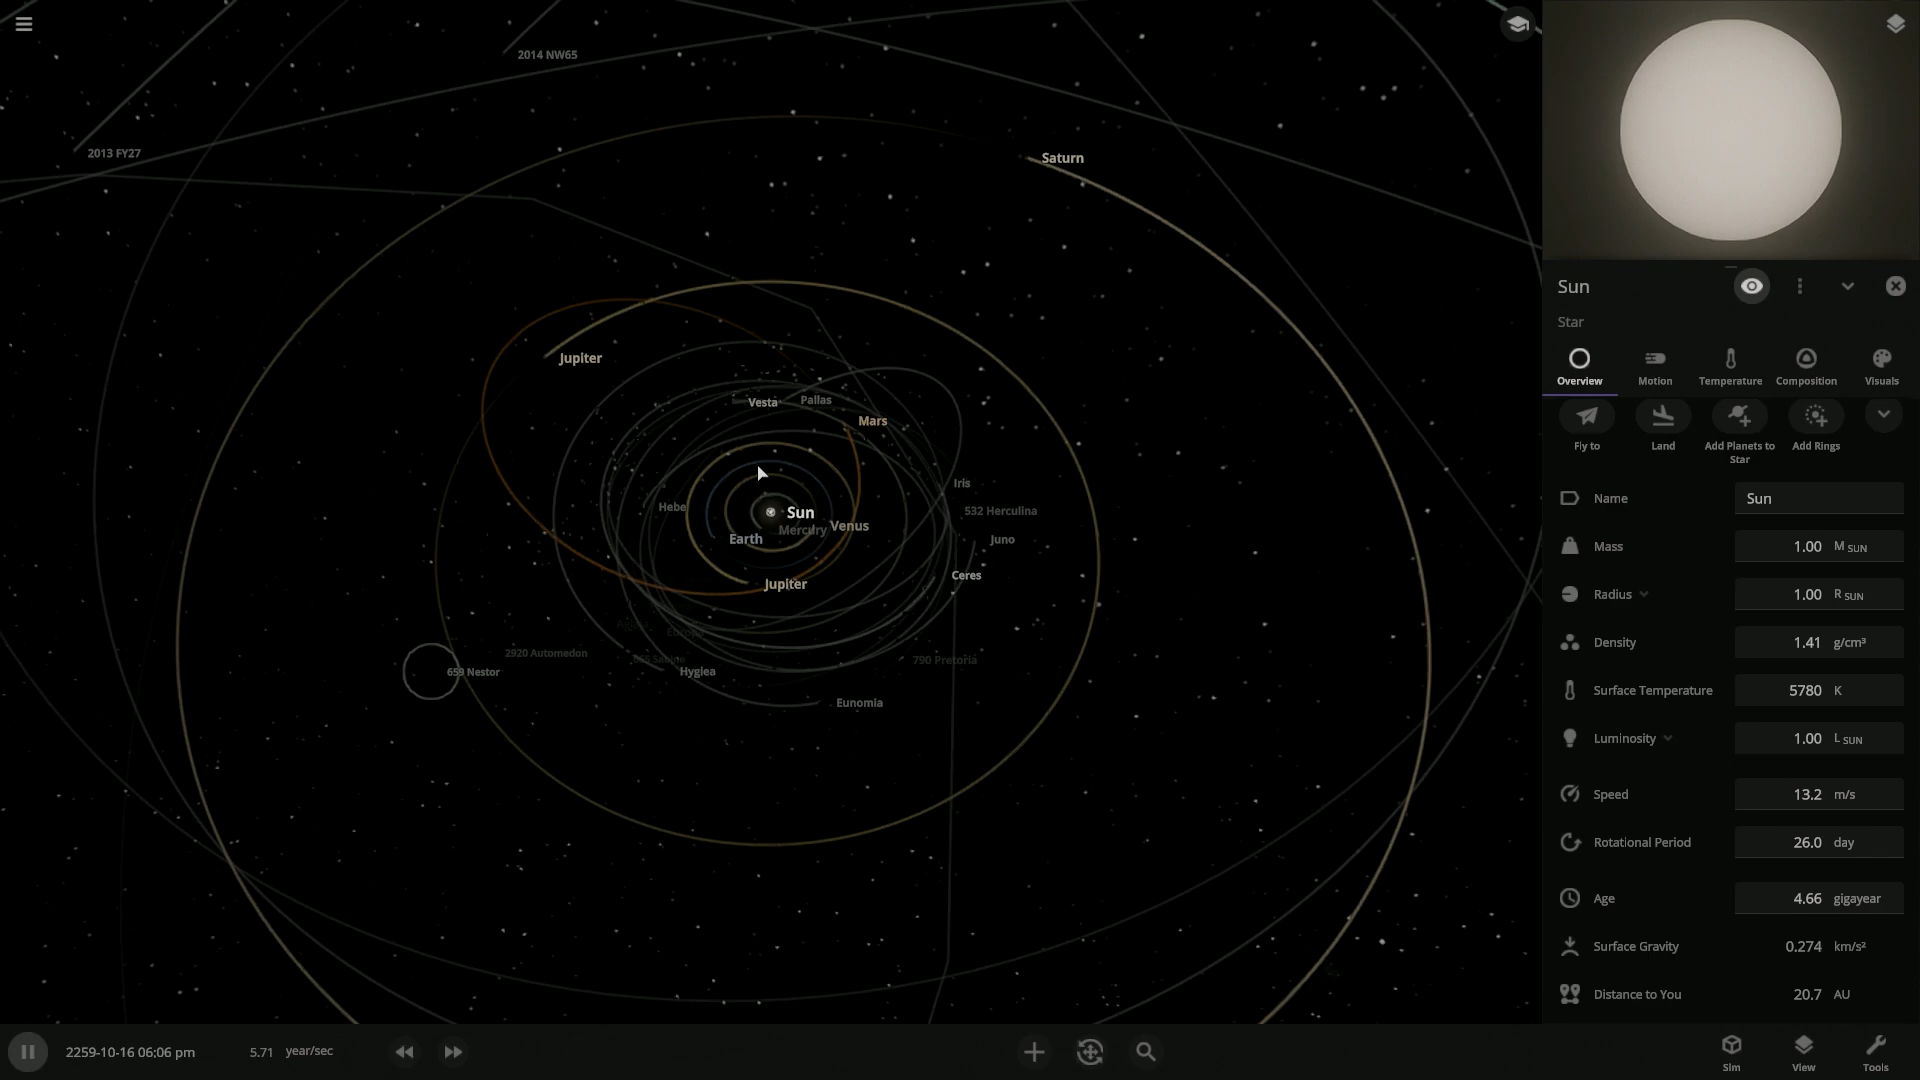 2014 NW65
2013 FY27
Saturn
Jupiter
Vesta
Pallas
Mars
Iris
Hebe
532 Herculina
Sun
Mercury
Venus
Earth
Juno
Ceres
Jupiter
Europa
2920 Automedon
790 Pretoria
659 Nestor
Hygiea
Eunomia
Sun
Star
Overview
Motion
Temperature
Composition
Visuals
Fly to
Land
Add Planets to
Star
Add Rings
Name Sun
Mass 1.00 M SUN
Radius 1.00 R SUN
Density 1.41 g/cm³
Surface Temperature 5780 K
Luminosity 1.00 L SUN
Speed 13.2 m/s
Rotational Period 26.0 day
Age 4.66 gigayear
Surface Gravity 0.274 km/s²
Distance to You 20.7 AU
2259-10-16 06:06 pm 5.71 year/sec
Sim
View
Tools